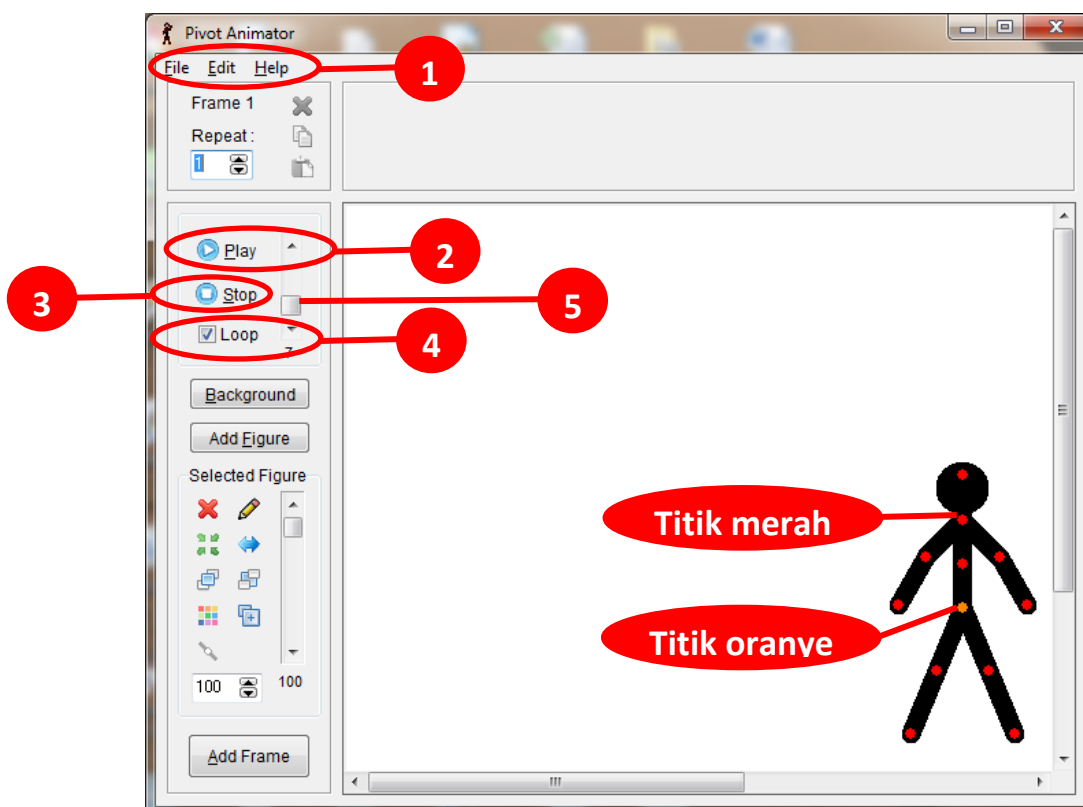 Pivot Animator
File Edit Help
1
Frame 1
Repeat:
1
Play
2
3
Stop
5
Loop
4
7
Background
Add Figure
Selected Figure
Titik merah
Titik oranye
100
100
Add Frame